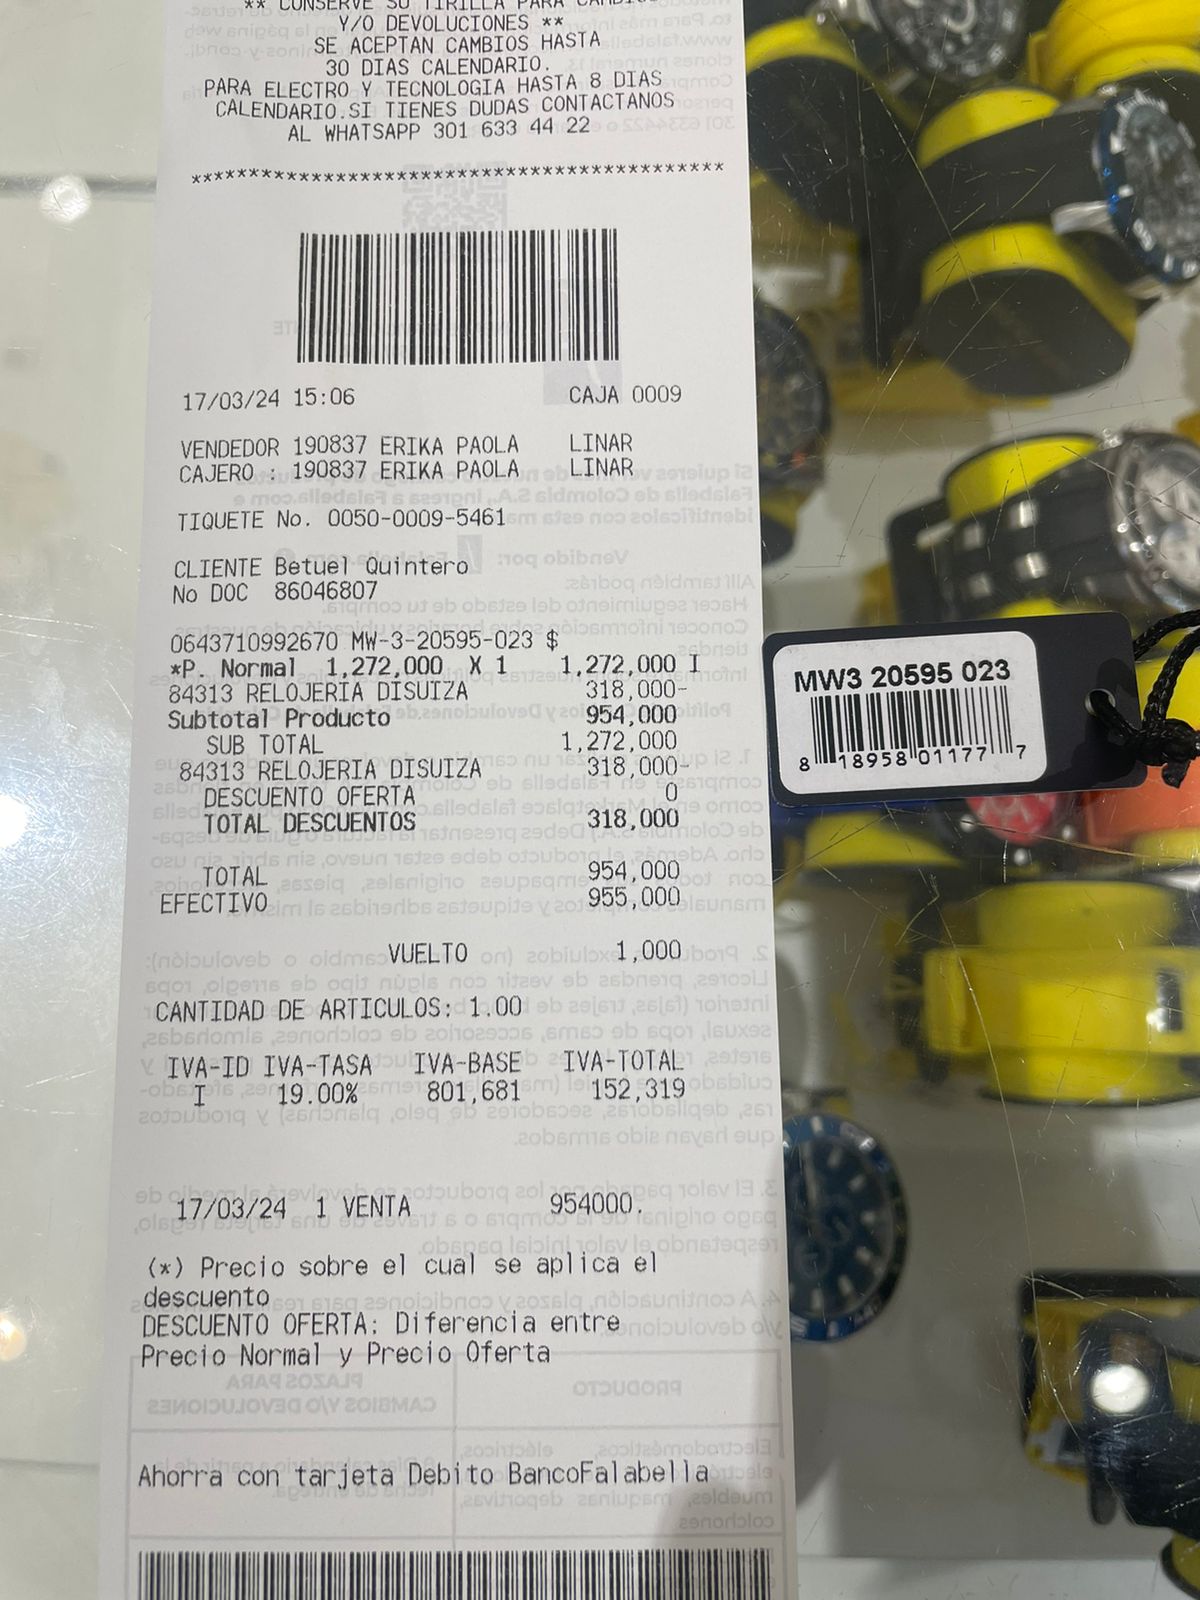 ** CONSERVE SU TIRILLA PARA CAMBIOS
Y/O DEVOLUCIONES **
SE ACEPTAN CAMBIOS HASTA
30 DIAS CALENDARIO.
PARA ELECTRO Y TECNOLOGIA HASTA 8 DIAS
CALENDARIO.SI TIENES DUDAS CONTACTANOS
AL WHATSAPP 301 633 44 22
********************************************
17/03/24 15:06 CAJA 0009
VENDEDOR 190837 ERIKA PAOLA LINAR
CAJERO : 190837 ERIKA PAOLA LINAR
TIQUETE No. 0050-0009-5461
CLIENTE Betuel Quintero
No DOC 86046807
0643710992670 MW-3-20595-023 $
*P. Normal 1,272,000 X 1 1,272,000 I
84313 RELOJERIA DISUIZA 318,000-
Subtotal Producto 954,000
SUB TOTAL 1,272,000
84313 RELOJERIA DISUIZA 318,000-
DESCUENTO OFERTA 0
TOTAL DESCUENTOS 318,000
TOTAL 954,000
EFECTIVO 955,000
VUELTO 1,000
CANTIDAD DE ARTICULOS: 1.00
IVA-ID IVA-TASA IVA-BASE IVA-TOTAL
I 19.00% 801,681 152,319
17/03/24 1 VENTA 954000.
(*) Precio sobre el cual se aplica el
descuento
DESCUENTO OFERTA: Diferencia entre
Precio Normal y Precio Oferta
Ahorra con tarjeta Debito BancoFalabella
MW3 20595 023
8 18958 01177 7